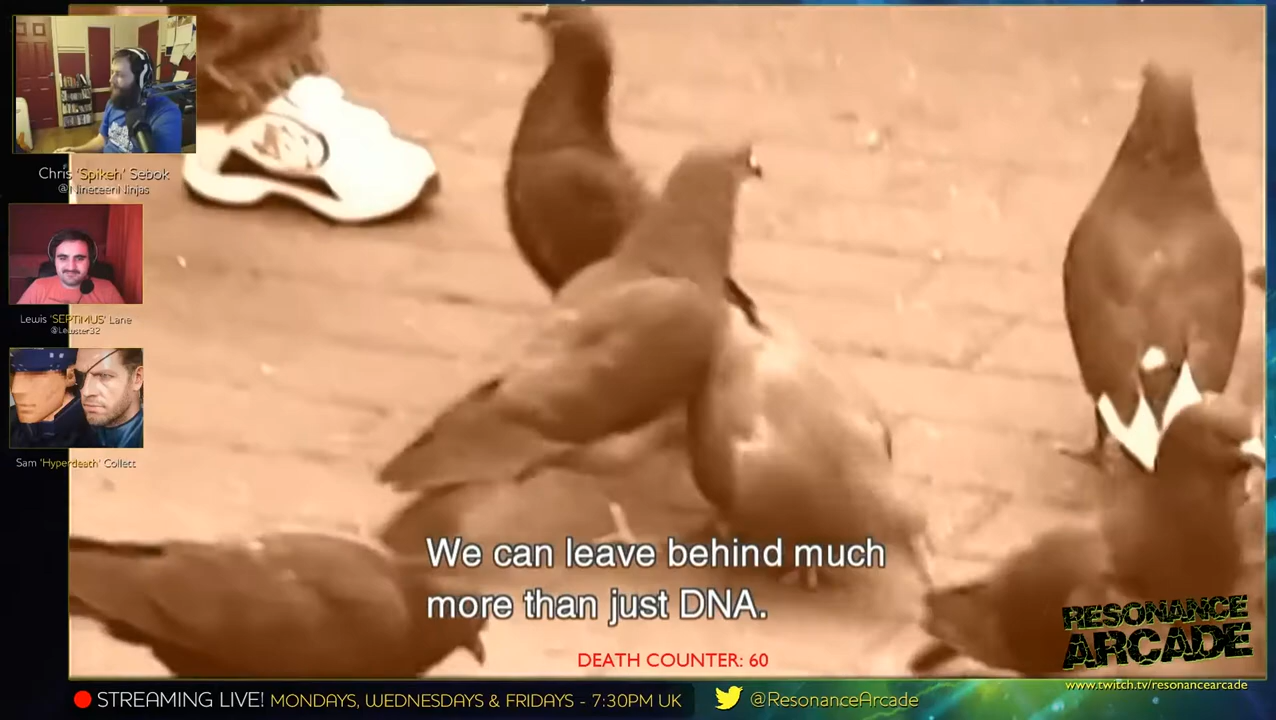 Chris 'Spikeh' Sebok
@NineteenNinjas
Lewis 'SEPTiMUS' Lane
@Lewster32
Sam 'Hyperdeath' Collett
We can leave behind much
more than just DNA.
DEATH COUNTER: 60
RESONANCE
ARCADE
www.twitch.tv/resonancearcade
STREAMING LIVE! MONDAYS, WEDNESDAYS & FRIDAYS - 7:30PM UK
@ResonanceArcade